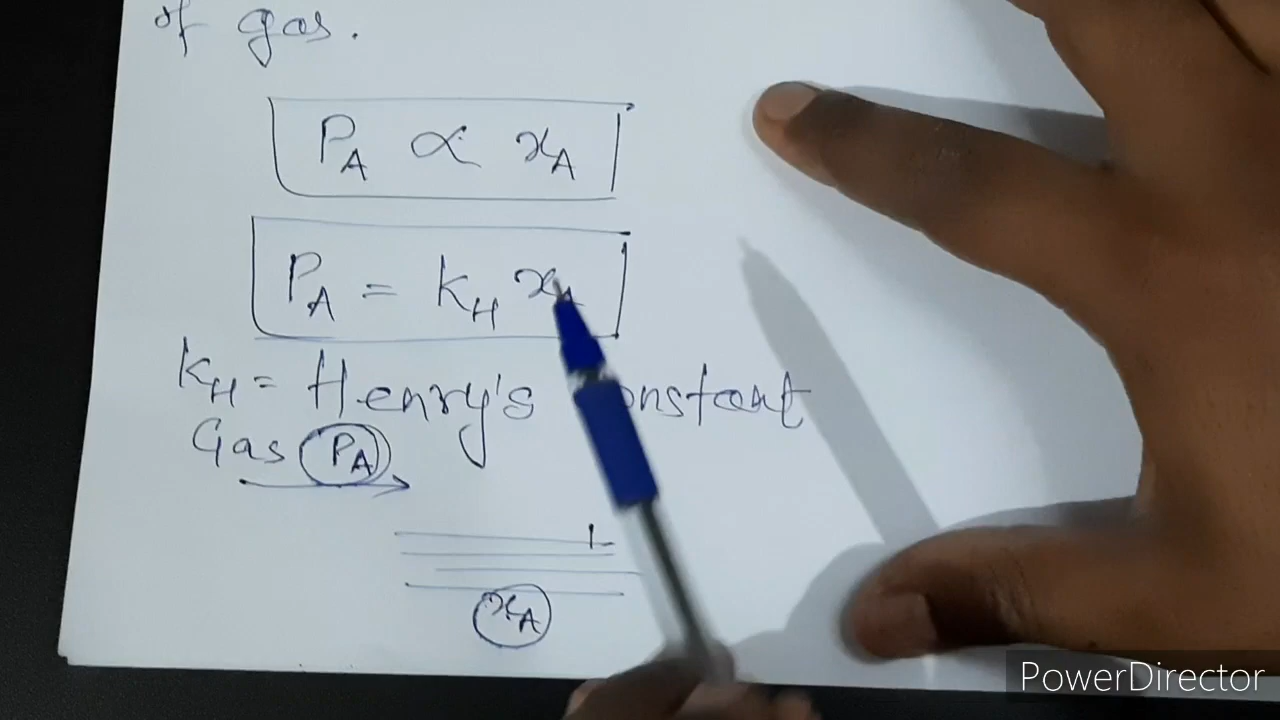 of gas.
P_A ∝ x_A
P_A = K_H x_A
K_H = Henry's constant
Gas P_A
L
x_A
PowerDirector